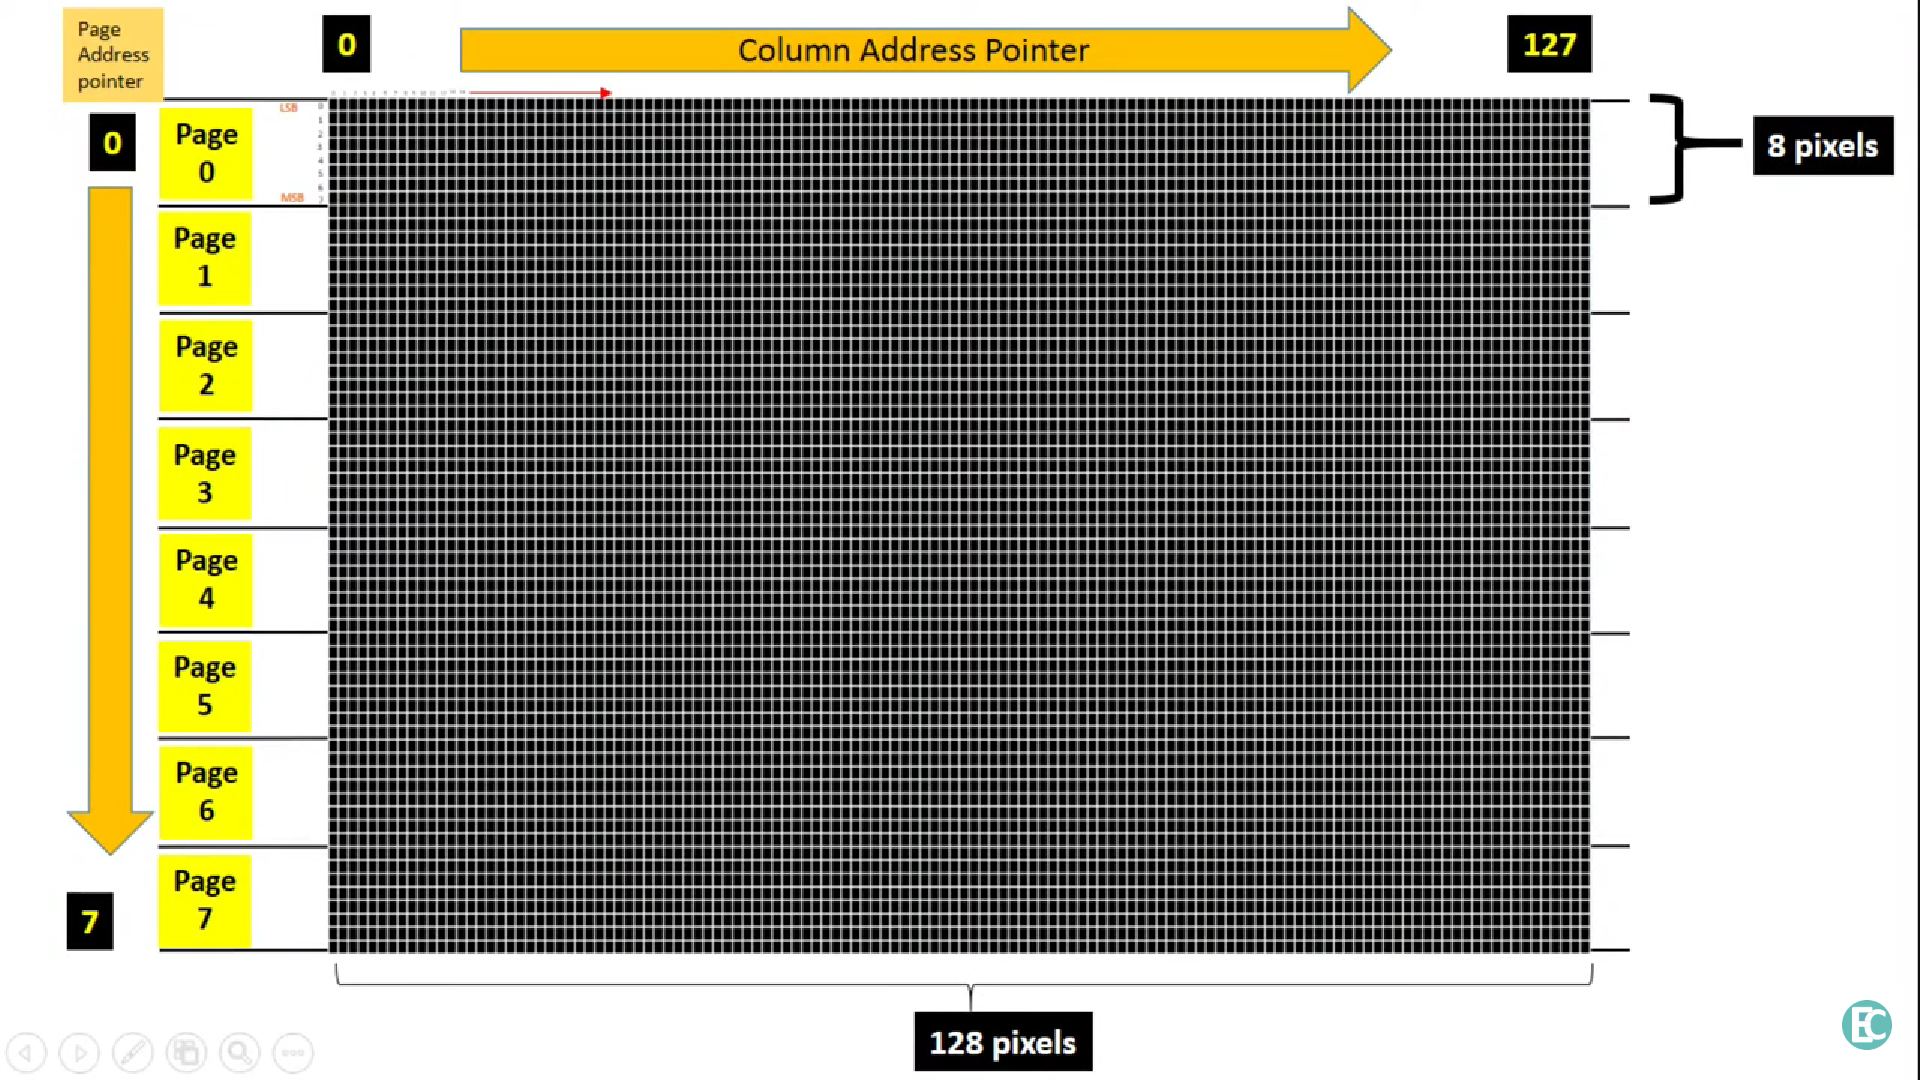 Page
Address
pointer
0
Column Address Pointer
127
LSB
0
Page
0
MSB
8 pixels
Page
1
Page
2
Page
3
Page
4
Page
5
Page
6
Page
7
7
128 pixels
EC